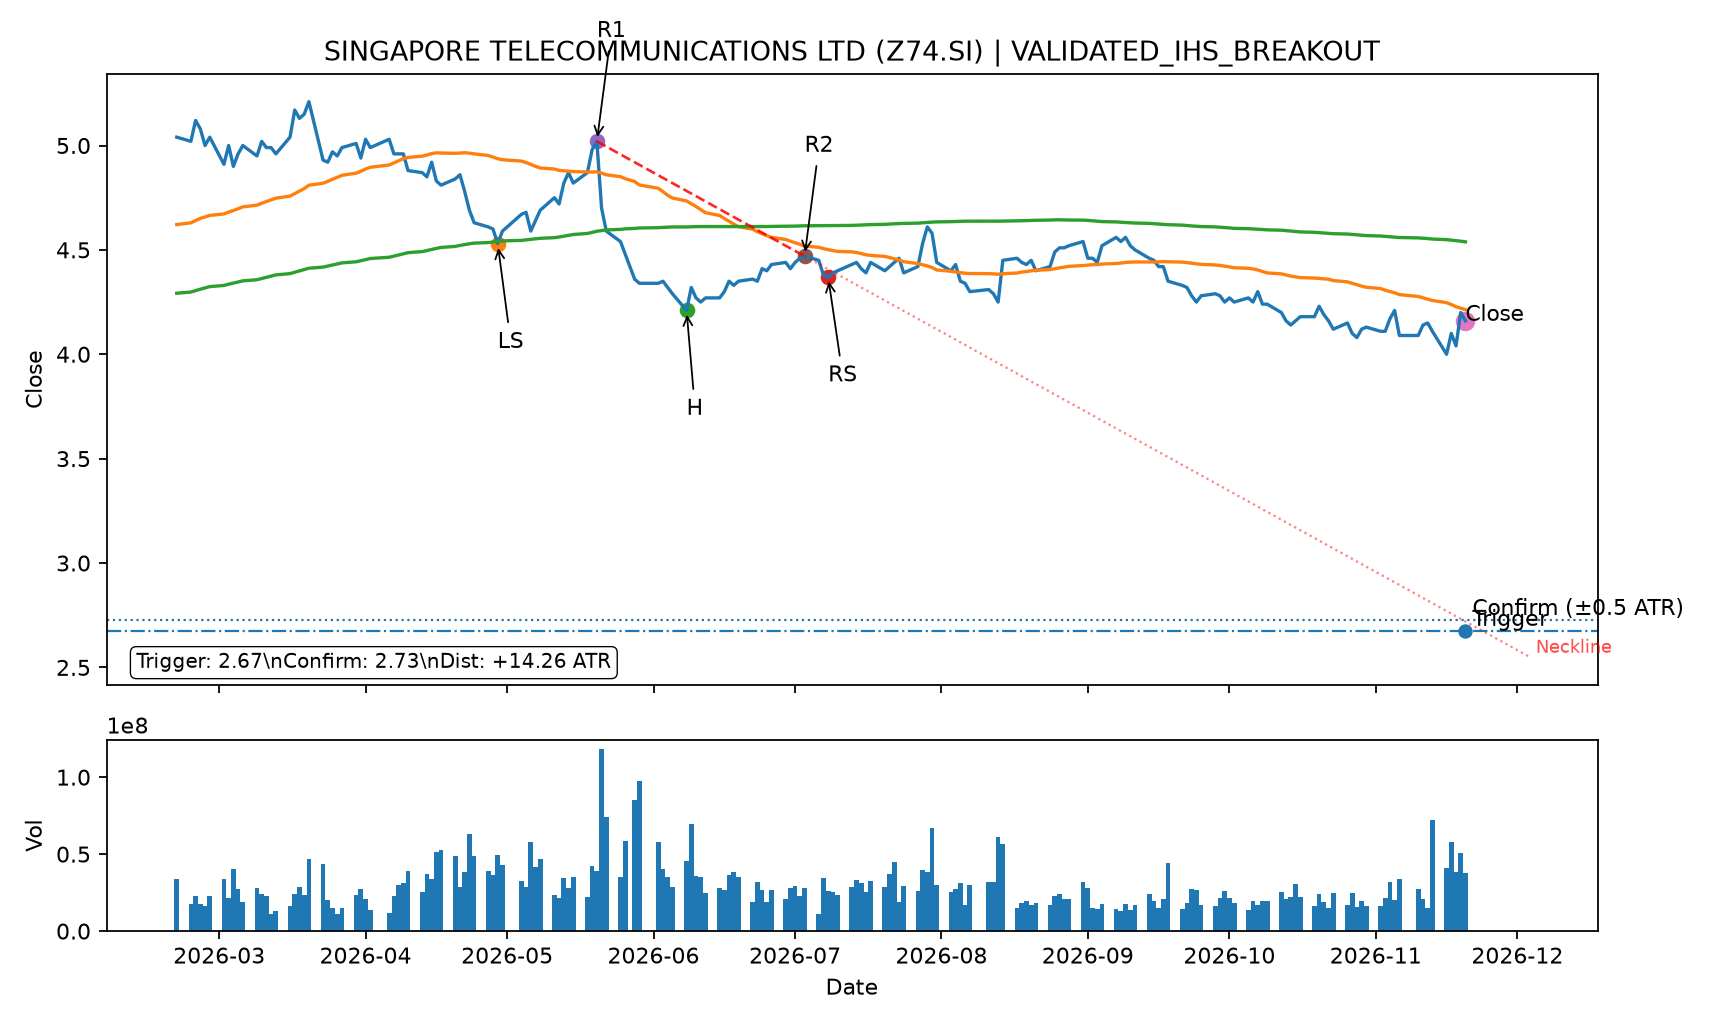 R1
SINGAPORE TELECOMMUNICATIONS LTD (Z74.SI) | VALIDATED_IHS_BREAKOUT
Close
5.0
4.5
4.0
3.5
3.0
2.5
R2
LS
RS
H
Close
Confirm (±0.5 ATR)
Trigger
Neckline
Trigger: 2.67\nConfirm: 2.73\nDist: +14.26 ATR
1e8
Vol
1.0
0.5
0.0
2026-03 2026-04 2026-05 2026-06 2026-07 2026-08 2026-09 2026-10 2026-11 2026-12
Date